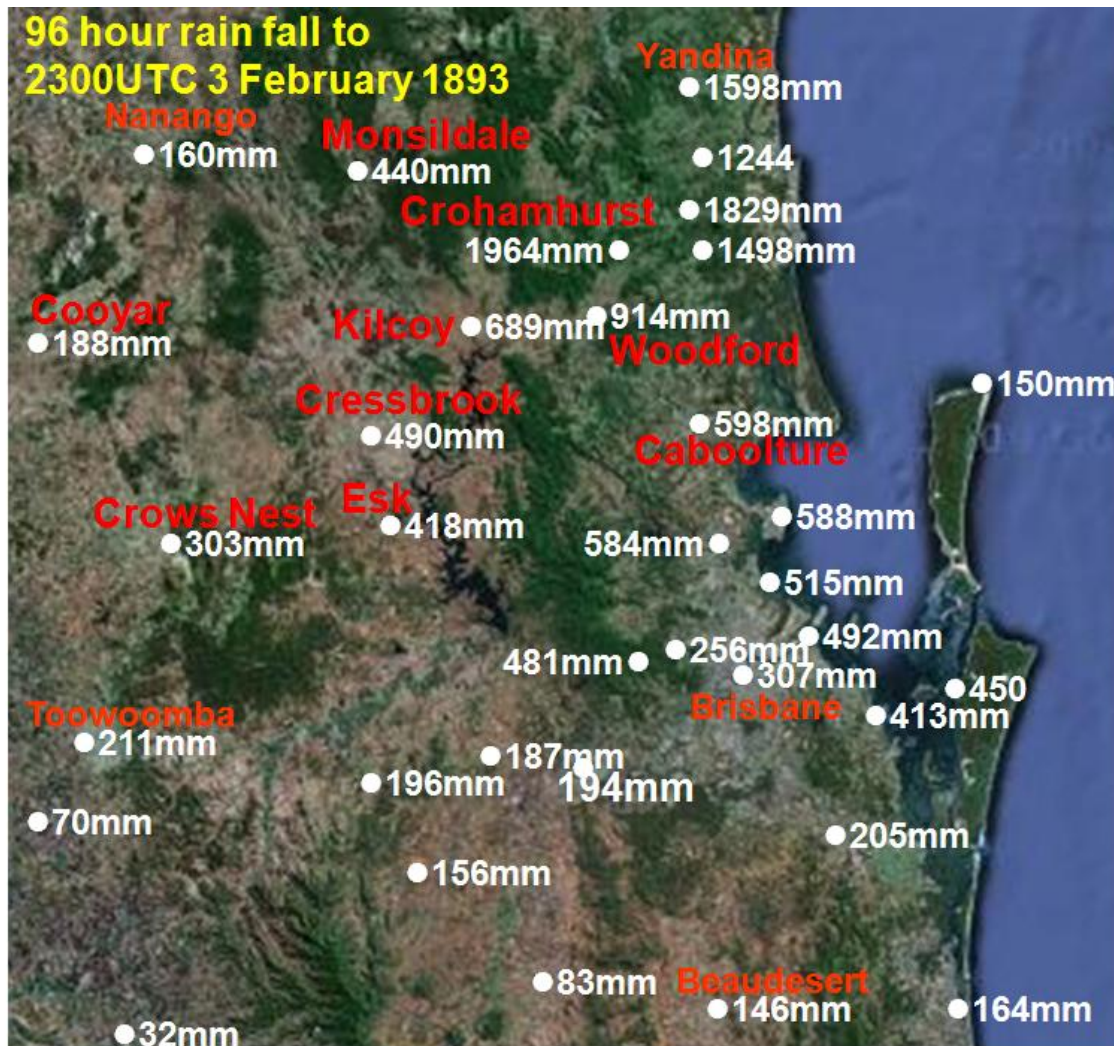 96 hour rain fall to
2300UTC 3 February 1893
Yandina
1598mm
Nanango
160mm
Monsildale
440mm
1244
Crohamhurst
1829mm
1964mm
1498mm
Cooyar
188mm
Kilcoy
689mm
914mm
Woodford
150mm
Cressbrook
490mm
598mm
Caboolture
Crows Nest
303mm
Esk
418mm
588mm
584mm
515mm
492mm
256mm
481mm
307mm
Brisbane
450
413mm
Toowoomba
211mm
187mm
196mm
194mm
70mm
205mm
156mm
83mm
Beaudesert
146mm
164mm
32mm